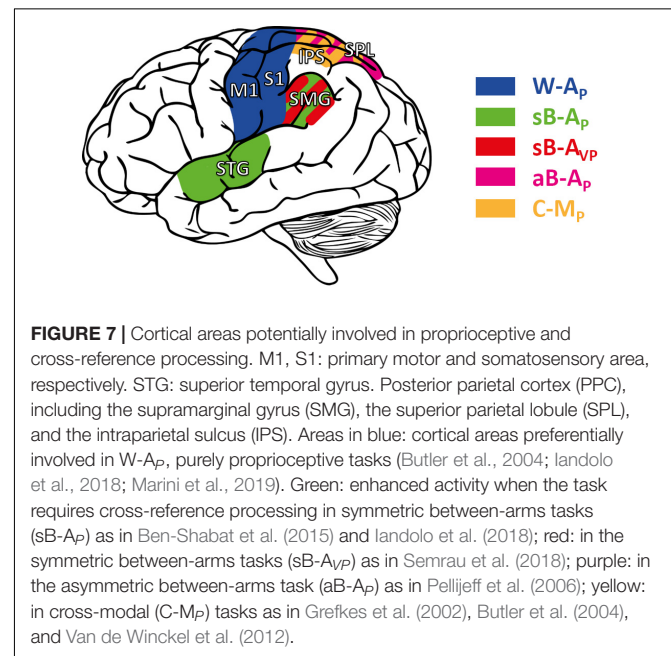 M1
S1
IPS
SPL
SMG
STG
W-AP
sB-AP
sB-AVP
aB-AP
C-MP
FIGURE 7 | Cortical areas potentially involved in proprioceptive and
cross-reference processing. M1, S1: primary motor and somatosensory area,
respectively. STG: superior temporal gyrus. Posterior parietal cortex (PPC),
including the supramarginal gyrus (SMG), the superior parietal lobule (SPL),
and the intraparietal sulcus (IPS). Areas in blue: cortical areas preferentially
involved in W-AP, purely proprioceptive tasks (Butler et al., 2004; Iandolo
et al., 2018; Marini et al., 2019). Green: enhanced activity when the task
requires cross-reference processing in symmetric between-arms tasks
(sB-AP) as in Ben-Shabat et al. (2015) and Iandolo et al. (2018); red: in the
symmetric between-arms tasks (sB-AVP) as in Semrau et al. (2018); purple: in
the asymmetric between-arms task (aB-AP) as in Pellijeff et al. (2006); yellow:
in cross-modal (C-MP) tasks as in Grefkes et al. (2002), Butler et al. (2004),
and Van de Winckel et al. (2012).